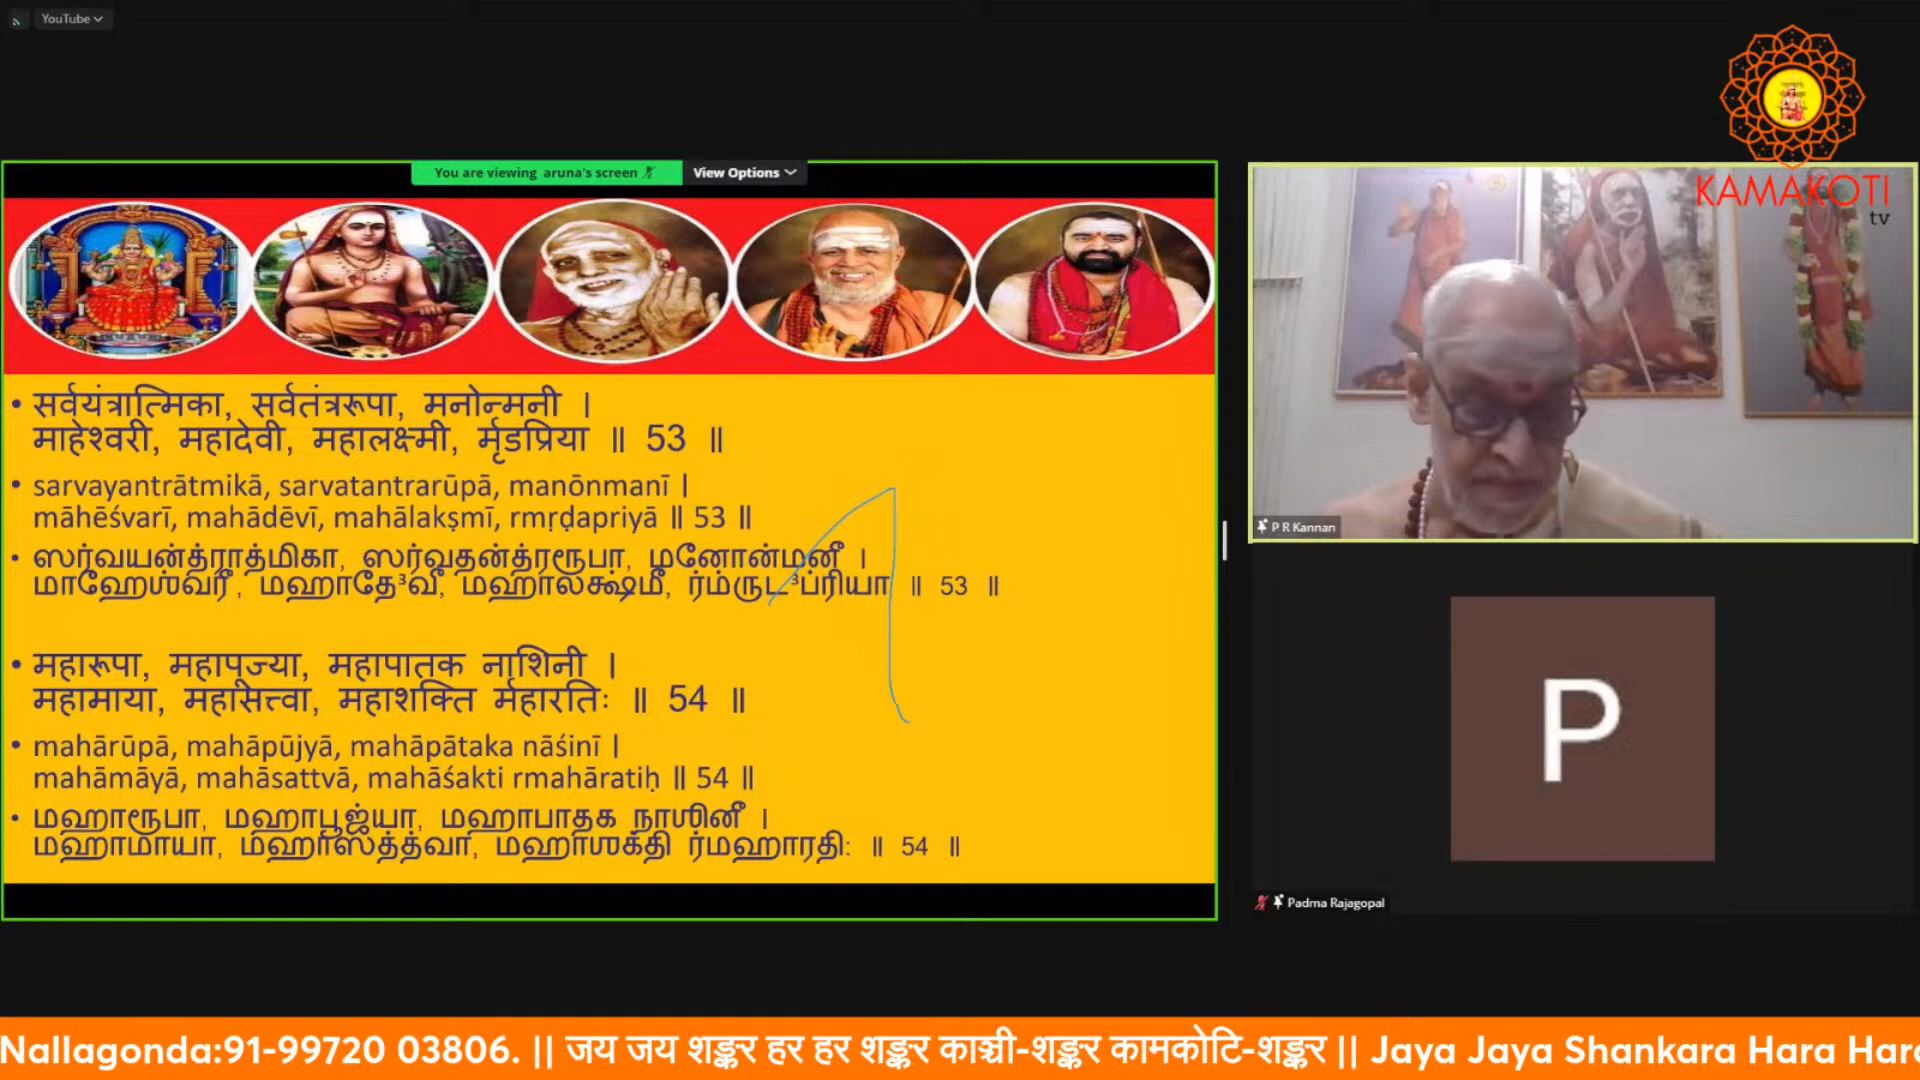 YouTube
You are viewing aruna's screen
View Options
KAMAKOTI
tv
• सर्वयंत्रात्मिका, सर्वतंत्ररूपा, मनोन्मनी |
माहेश्वरी, महादेवी, महालक्ष्मी, र्मृडप्रिया ॥ 53 ॥
• sarvayantrātmikā, sarvatantrarūpā, manōnmanī |
māhēśvarī, mahādēvī, mahālakṣmī, rmṛḍapriyā ॥ 53 ॥
• ஸர்வயன்த்ராத்மிகா, ஸர்வதன்த்ரரூபா, மனோன்மனீ |
மாஹேஶ்வரீ, மஹாதே³வீ, மஹாலக்ஷ்மீ, ர்ம்ருட³ப்ரியா ॥ 53 ॥
• महारूपा, महापूज्या, महापातक नाशिनी |
महामाया, महासत्त्वा, महाशक्ति र्महारतिः ॥ 54 ॥
• mahārūpā, mahāpūjyā, mahāpātaka nāśinī |
mahāmāyā, mahāsattvā, mahāśakti rmahāratiḥ ॥ 54 ॥
• மஹாரூபா, மஹாபூஜ்யா, மஹாபாதக நாஶினீ |
மஹாமாயா, மஹாஸத்த்வா, மஹாஶக்தி ர்மஹாரதி: ॥ 54 ॥
P R Kannan
P
Padma Rajagopal
Nallagonda:91-99720 03806. || जय जय शङ्कर हर हर शङ्कर काञ्ची-शङ्कर कामकोटि-शङ्कर || Jaya Jaya Shankara Hara Hara